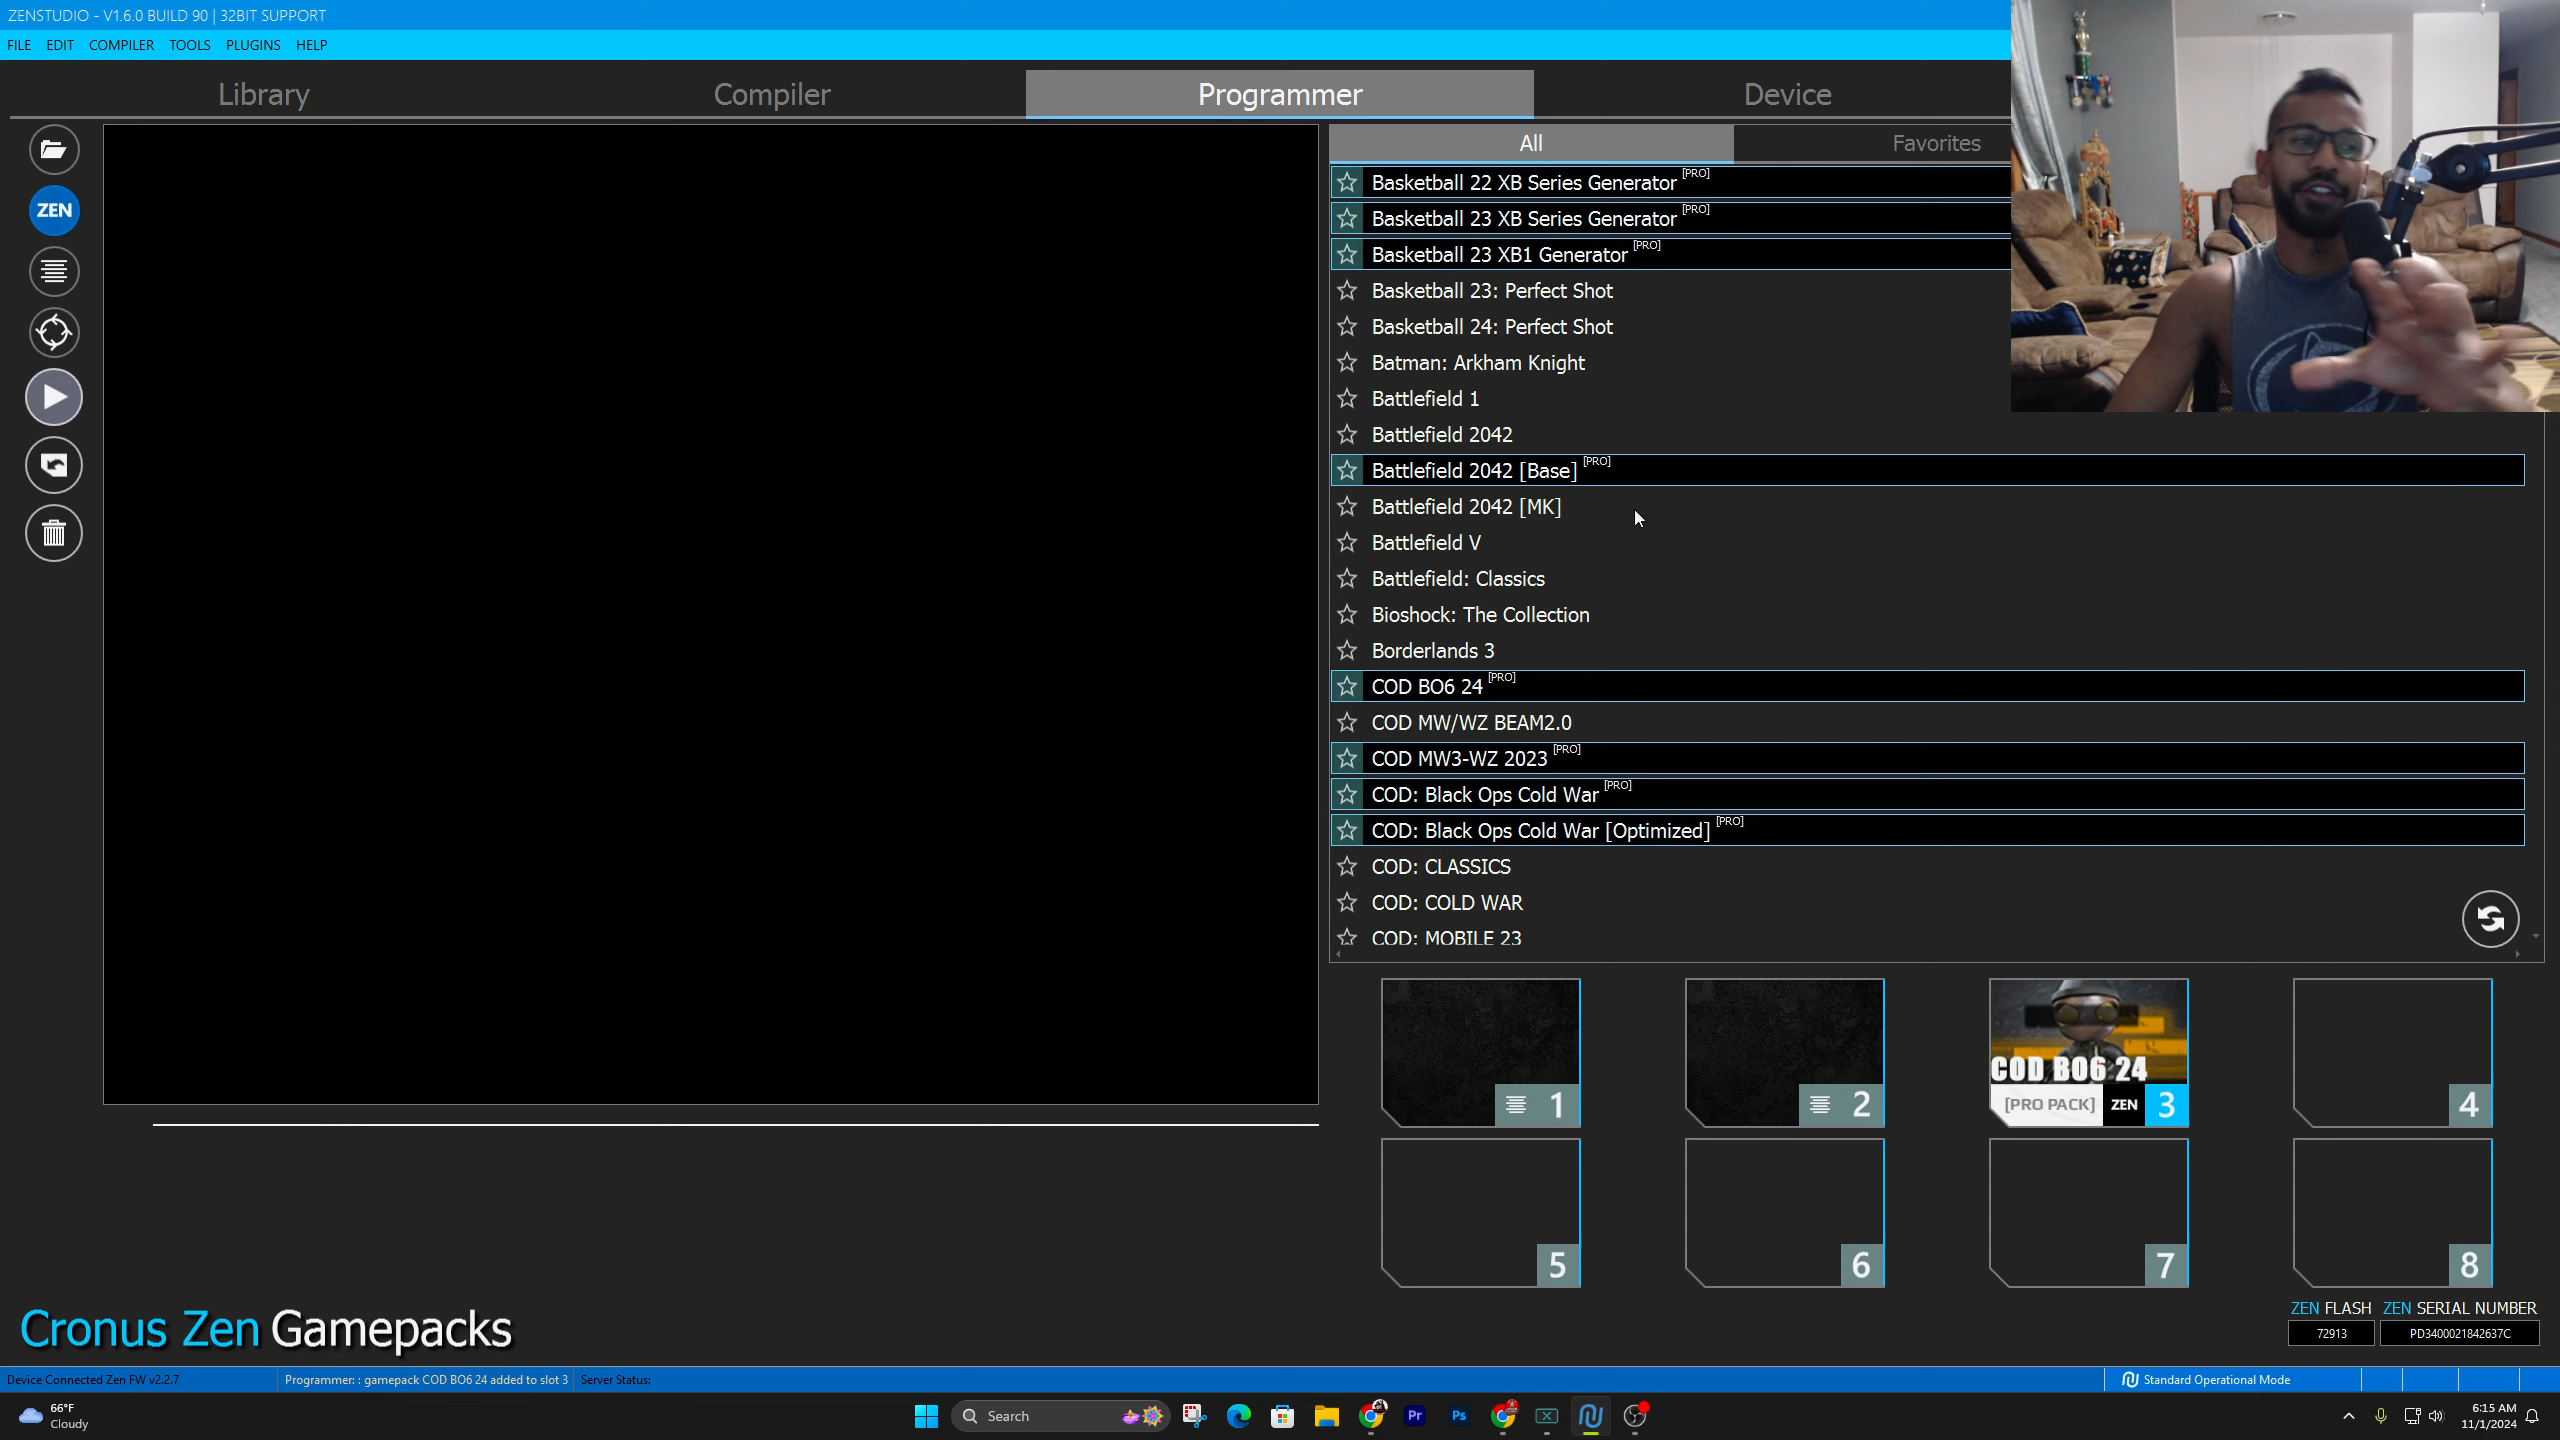 ZENSTUDIO - V1.6.0 BUILD 90 | 32BIT SUPPORT
FILE EDIT COMPILER TOOLS PLUGINS HELP
Library Compiler Programmer Device
All Favorites
ZEN
Basketball 22 XB Series Generator [PRO]
Basketball 23 XB Series Generator [PRO]
Basketball 23 XB1 Generator [PRO]
Basketball 23: Perfect Shot
Basketball 24: Perfect Shot
Batman: Arkham Knight
Battlefield 1
Battlefield 2042
Battlefield 2042 [Base] [PRO]
Battlefield 2042 [MK]
Battlefield V
Battlefield: Classics
Bioshock: The Collection
Borderlands 3
COD BO6 24 [PRO]
COD MW/WZ BEAM2.0
COD MW3-WZ 2023 [PRO]
COD: Black Ops Cold War [PRO]
COD: Black Ops Cold War [Optimized] [PRO]
COD: CLASSICS
COD: COLD WAR
COD: MOBILE 23
COD BO6 24
1 2 [PRO PACK] ZEN 3 4
5 6 7 8
Cronus Zen Gamepacks
ZEN FLASH ZEN SERIAL NUMBER
72913 PD3400021842637C
Device Connected Zen FW v2.2.7 Programmer: : gamepack COD BO6 24 added to slot 3 Server Status: Standard Operational Mode
66°F
Cloudy
Search
Pr Ps
6:15 AM
11/1/2024